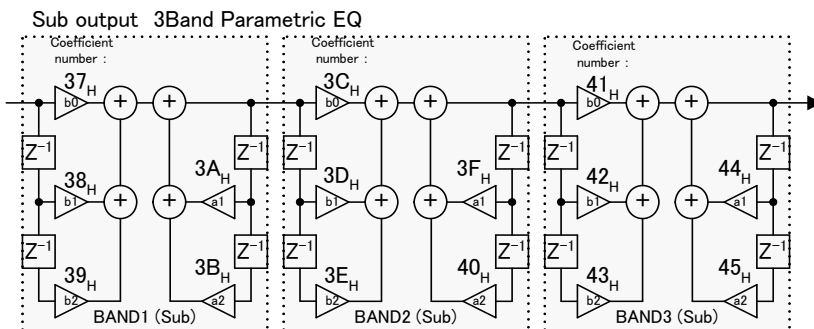 Sub output 3Band Parametric EQ
Coefficient number :
37H
b0
+
+
Z⁻¹
Z⁻¹
38H
b1
+
+
3AH
a1
Z⁻¹
Z⁻¹
39H
b2
3BH
a2
BAND1 (Sub)
Coefficient number :
3CH
b0
+
+
Z⁻¹
Z⁻¹
3DH
b1
+
+
3FH
a1
Z⁻¹
Z⁻¹
3EH
b2
40H
a2
BAND2 (Sub)
Coefficient number :
41H
b0
+
+
Z⁻¹
Z⁻¹
42H
b1
+
+
44H
a1
Z⁻¹
Z⁻¹
43H
b2
45H
a2
BAND3 (Sub)